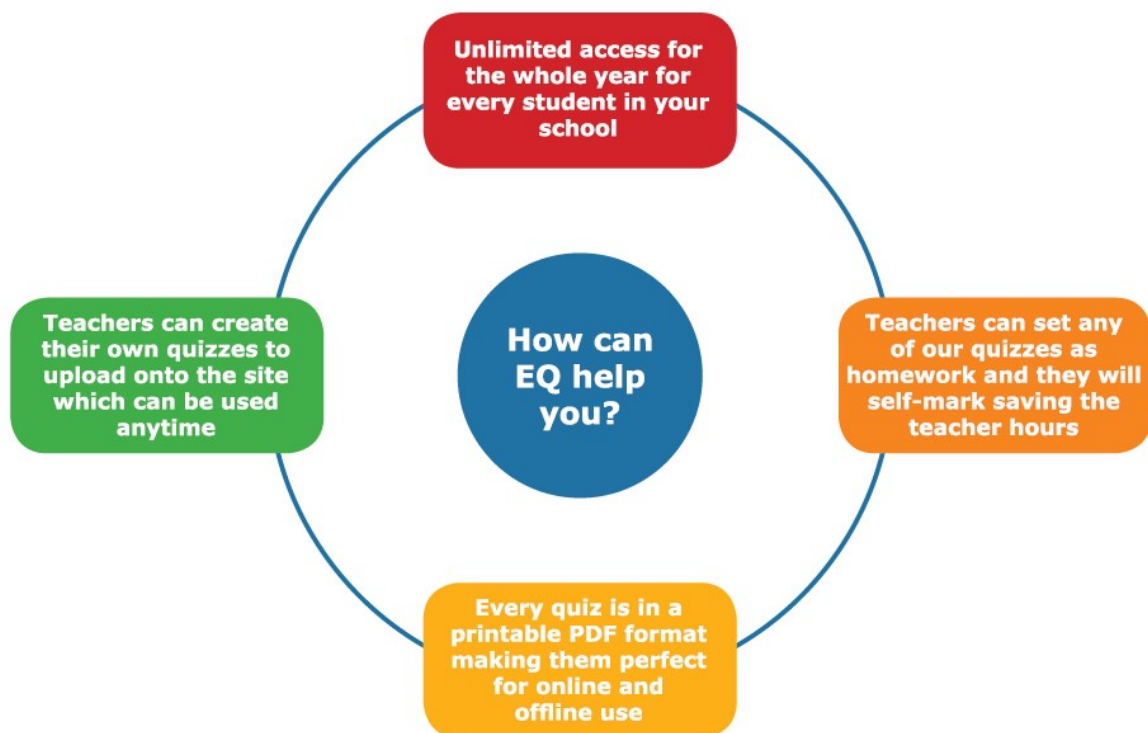 Unlimited access for
the whole year for
every student in your
school
Teachers can create
their own quizzes to
upload onto the site
which can be used
anytime
How can
EQ help
you?
Teachers can set any
of our quizzes as
homework and they will
self-mark saving the
teacher hours
Every quiz is in a
printable PDF format
making them perfect
for online and
offline use